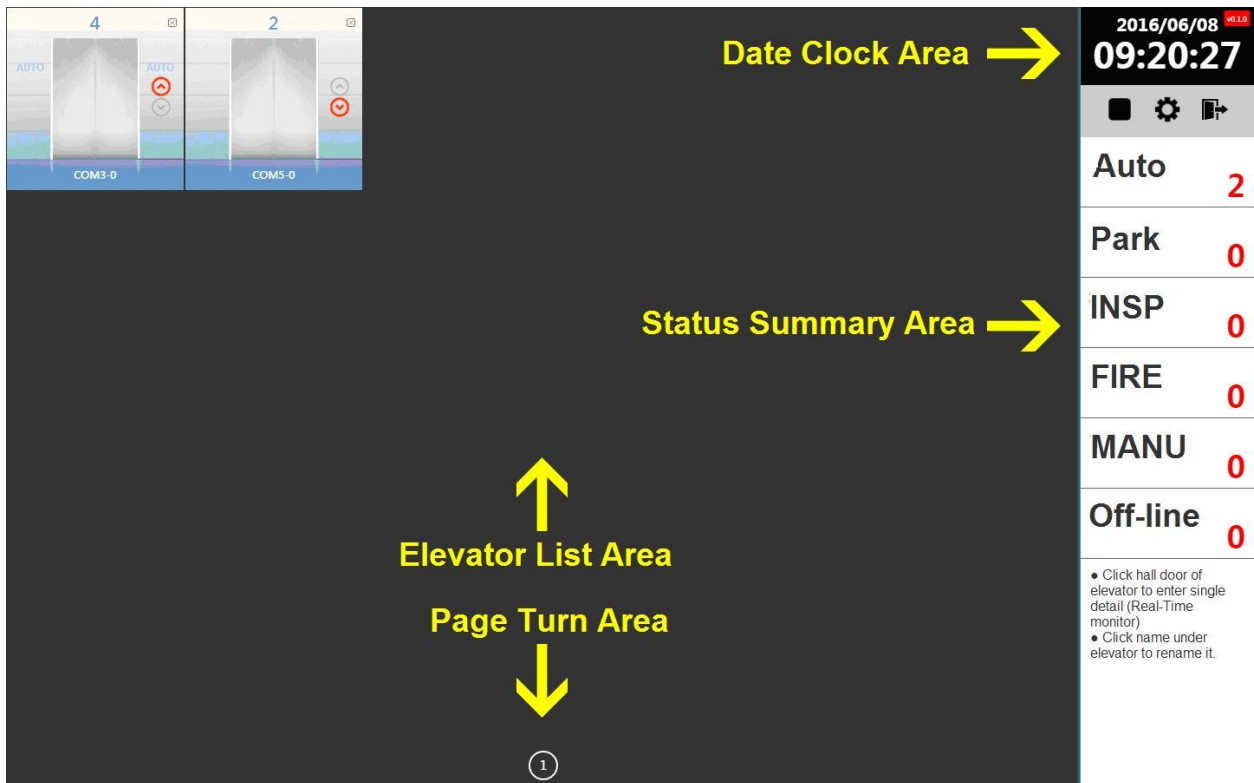 4
2
AUTO
AUTO
COM3-0
COM5-0
Date Clock Area
2016/06/08
v0.1.0
09:20:27
Auto
2
Park
0
Status Summary Area
INSP
0
FIRE
0
MANU
0
Off-line
0
Elevator List Area
Page Turn Area
1
● Click hall door of
elevator to enter single
detail (Real-Time
monitor)
● Click name under
elevator to rename it.